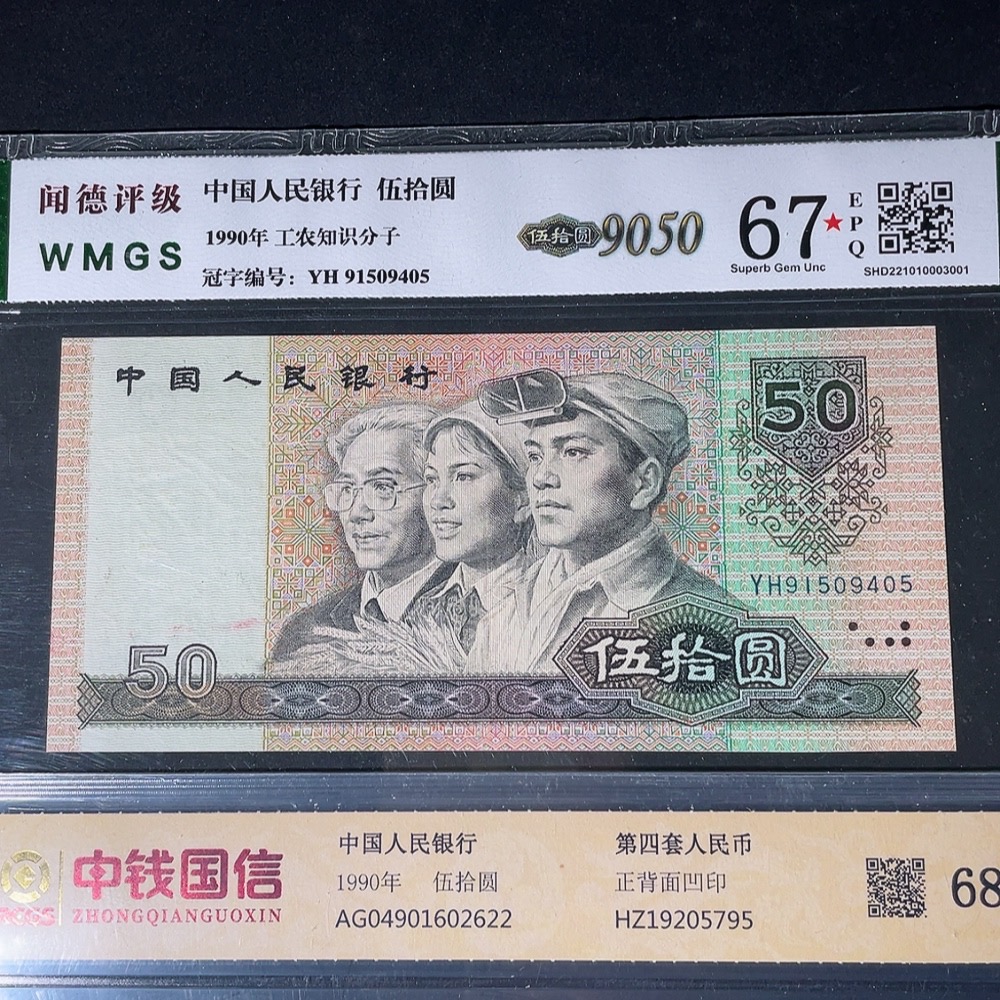 闻德评级
WMGS
中国人民银行 伍拾圆
1990年 工农知识分子
冠字编号: YH 91509405
伍拾圆 9050
67★
EPQ
Superb Gem Unc
SHD221010003001
中国人民银行
50
YH91509405
50
伍拾圆
中钱国信
ZHONGQIANGUOXIN
中国人民银行
1990年 伍拾圆
AG04901602622
第四套人民币
正背面凹印
HZ19205795
68